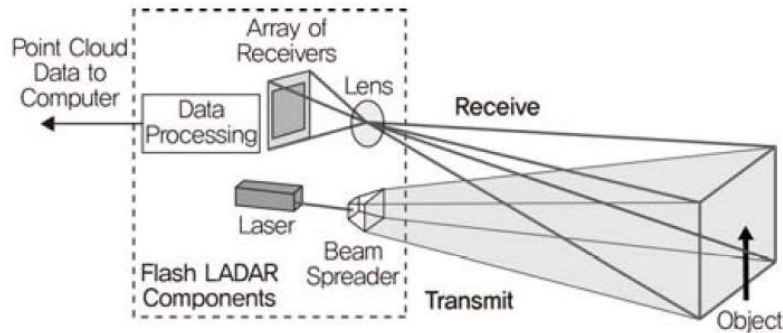 Point Cloud
Data to
Computer
Array of
Receivers
Lens
Data
Processing
Receive
Laser
Beam
Spreader
Flash LADAR
Components
Transmit
Object